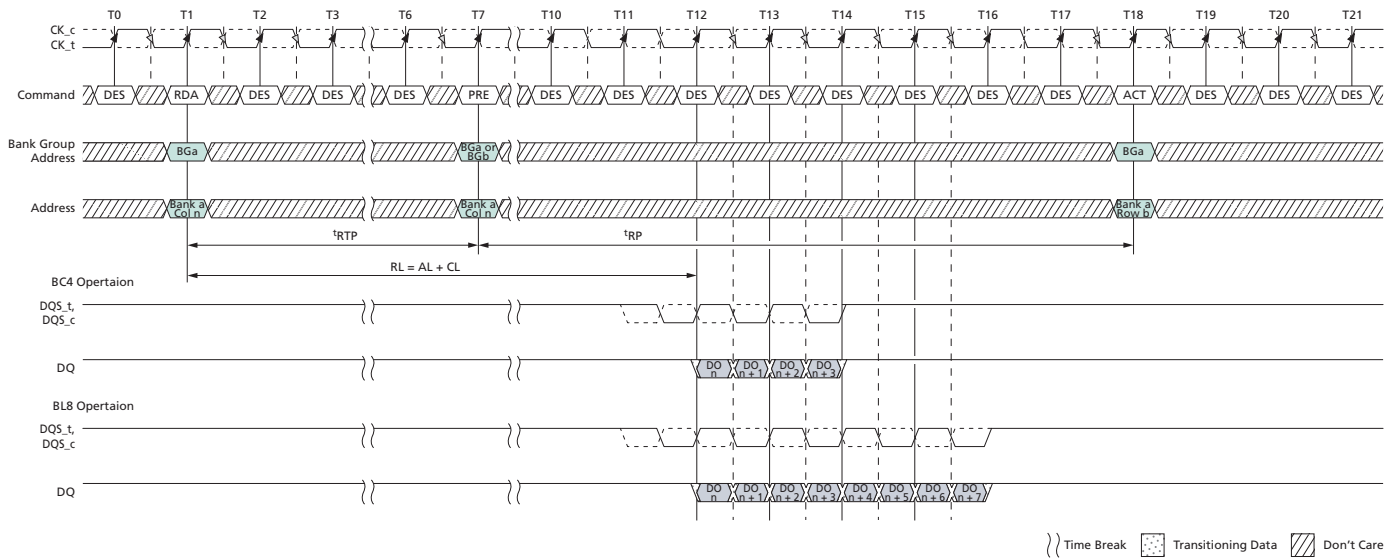 T0 T1 T2 T3 T6 T7 T10 T11 T12 T13 T14 T15 T16 T17 T18 T19 T20 T21
CK_c
CK_t
Command DES RDA DES DES DES PRE DES DES DES DES DES DES DES DES ACT DES DES DES
Bank Group
Address
BGa
BGa or
BGb
BGa
Address
Bank a
Col n
Bank a
Col n
Bank a
Row b
tRTP tRP
RL = AL + CL
BC4 Opertaion
DQS_t,
DQS_c
DQ
DO
n
DO
n + 1
DO
n + 2
DO
n + 3
BL8 Opertaion
DQS_t,
DQS_c
DQ
DO
n
DO
n + 1
DO
n + 2
DO
n + 3
DO
n + 4
DO
n + 5
DO
n + 6
DO
n + 7
Time Break Transitioning Data Don't Care